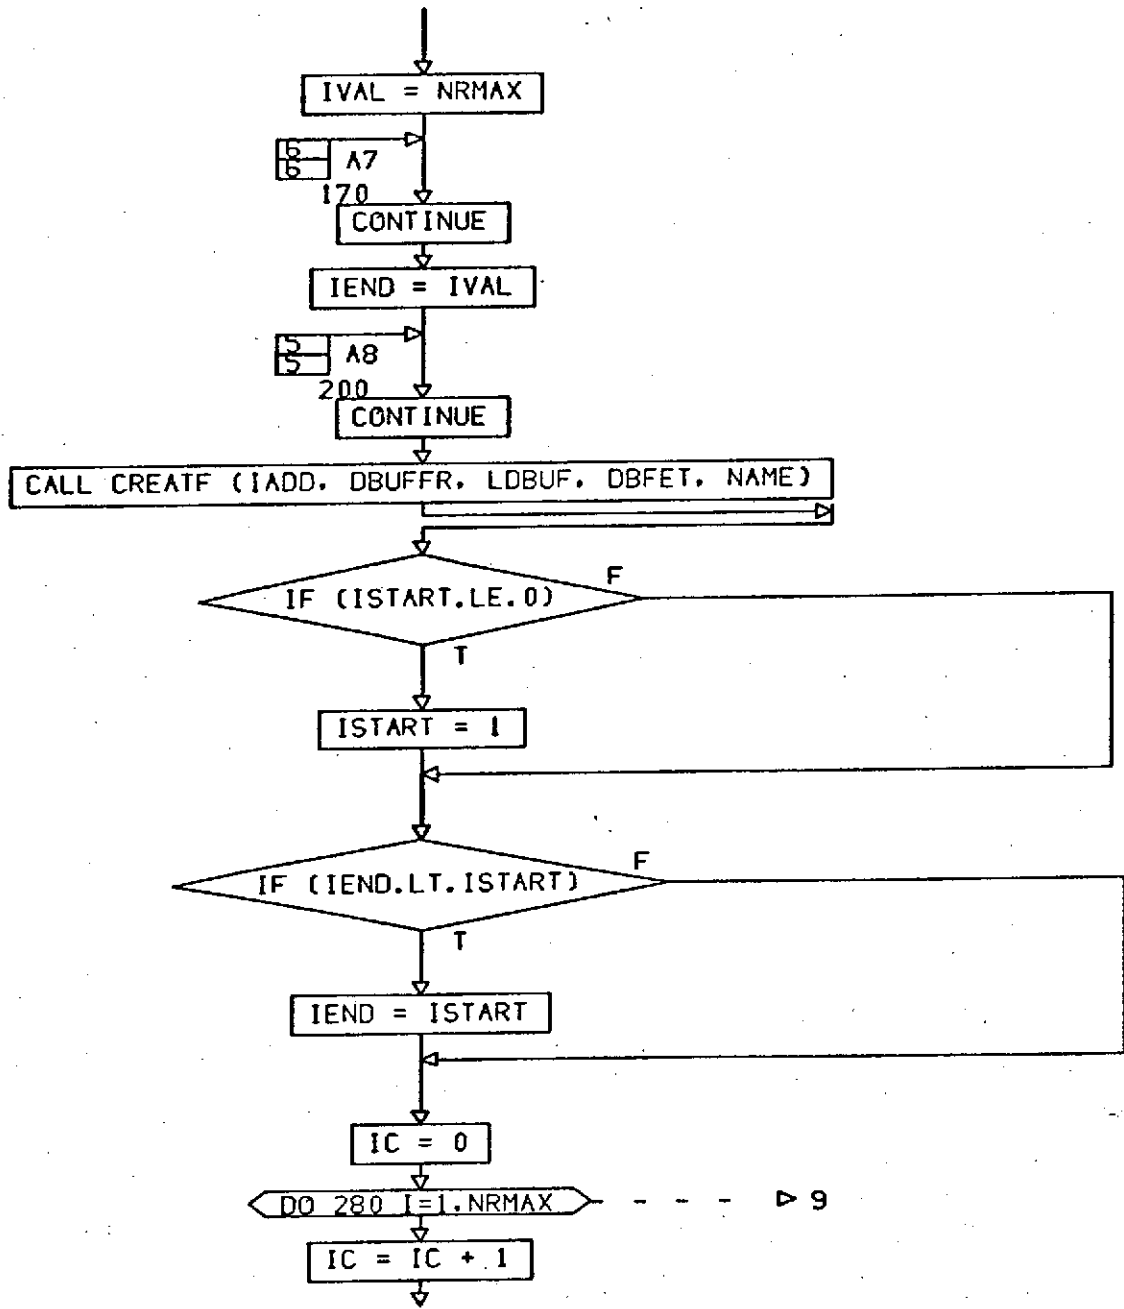 IVAL = NRMAX
6
6 A7
170
CONTINUE
IEND = IVAL
5
5 A8
200
CONTINUE
CALL CREATF (IADD. DBUFFR. LDBUF. DBFET. NAME)
IF (ISTART.LE.0) F
T
ISTART = 1
IF (IEND.LT.ISTART) F
T
IEND = ISTART
IC = 0
DO 280 I=1.NRMAX 9
IC = IC + 1